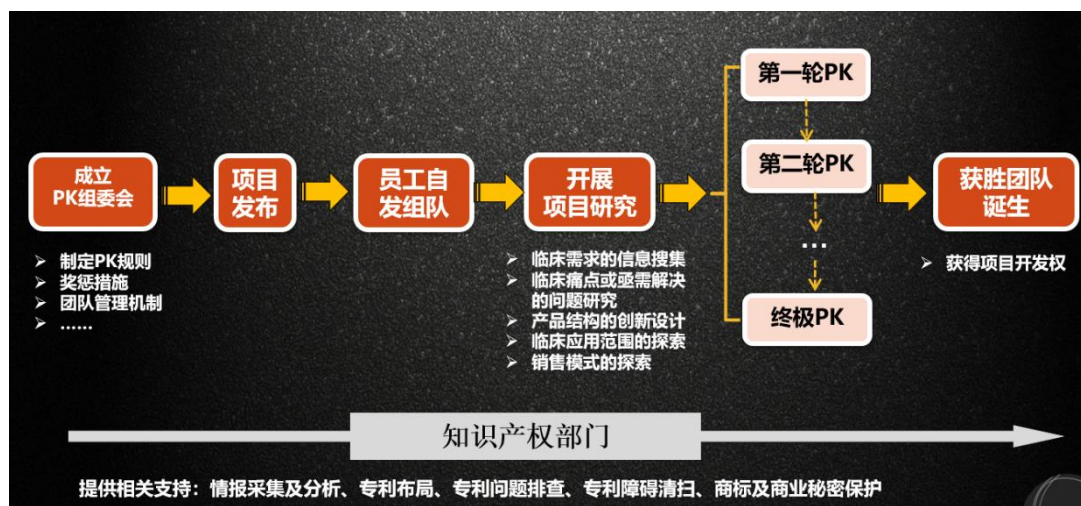 成立
PK组委会
➢ 制定PK规则
➢ 奖惩措施
➢ 团队管理机制
➢ ......
项目
发布
员工自
发组队
开展
项目研究
➢ 临床需求的信息搜集
➢ 临床痛点或亟需解决
的问题研究
➢ 产品结构的创新设计
➢ 临床应用范围的探索
➢ 销售模式的探索
第一轮PK
第二轮PK
...
终极PK
获胜团队
诞生
➢ 获得项目开发权
知识产权部门
提供相关支持：情报采集及分析、专利布局、专利问题排查、专利障碍清扫、商标及商业秘密保护